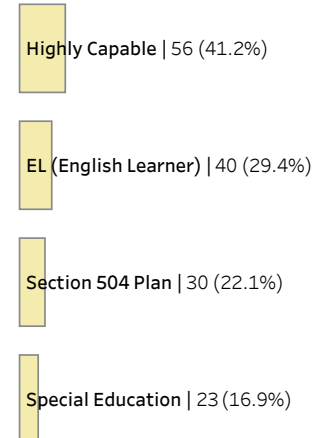 Highly Capable | 56 (41.2%)
EL (English Learner) | 40 (29.4%)
Section 504 Plan | 30 (22.1%)
Special Education | 23 (16.9%)